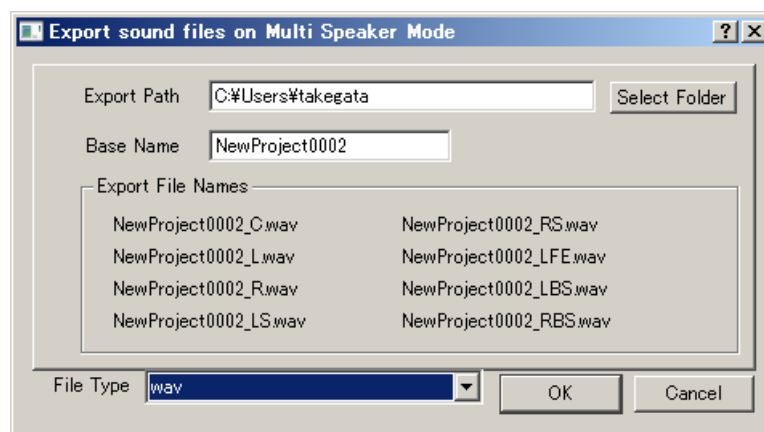 Export sound files on Multi Speaker Mode
Export Path C:¥Users¥takegata Select Folder
Base Name NewProject0002
Export File Names
NewProject0002_C.wav NewProject0002_RS.wav
NewProject0002_L.wav NewProject0002_LFE.wav
NewProject0002_R.wav NewProject0002_LBS.wav
NewProject0002_LS.wav NewProject0002_RBS.wav
File Type wav OK Cancel